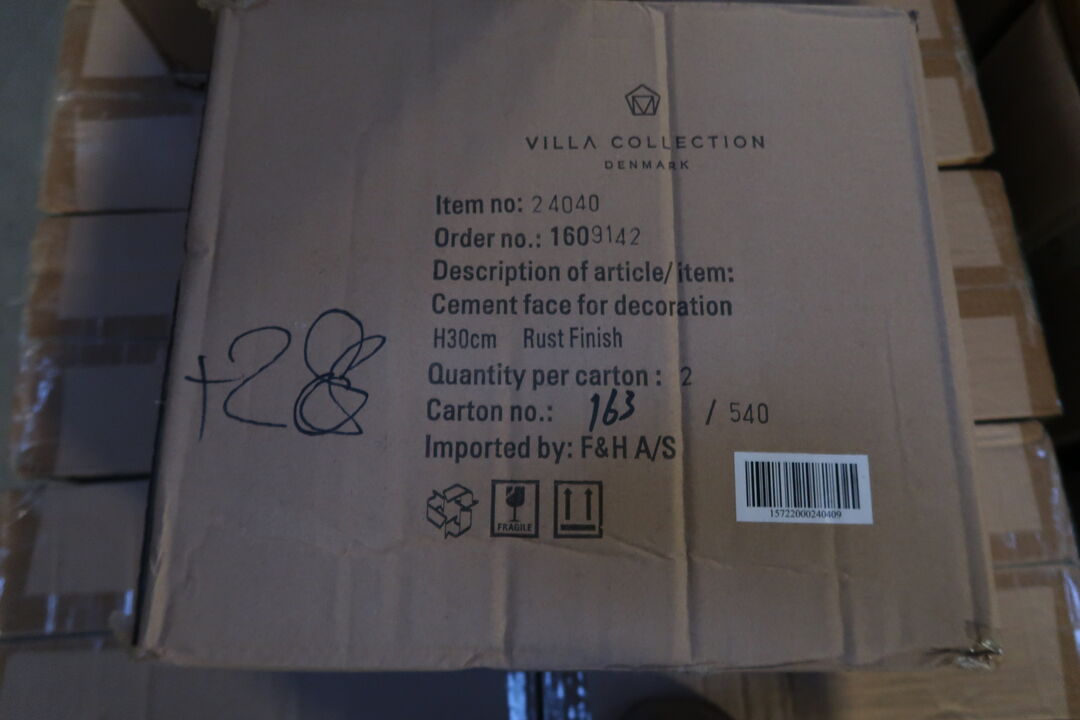 VILLA COLLECTION
DENMARK
Item no: 24040
Order no.: 1609142
Description of article/item:
Cement face for decoration
H30cm Rust Finish
Quantity per carton : 2
Carton no.: 163 / 540
Imported by: F&H A/S
FRAGILE
15722000240409